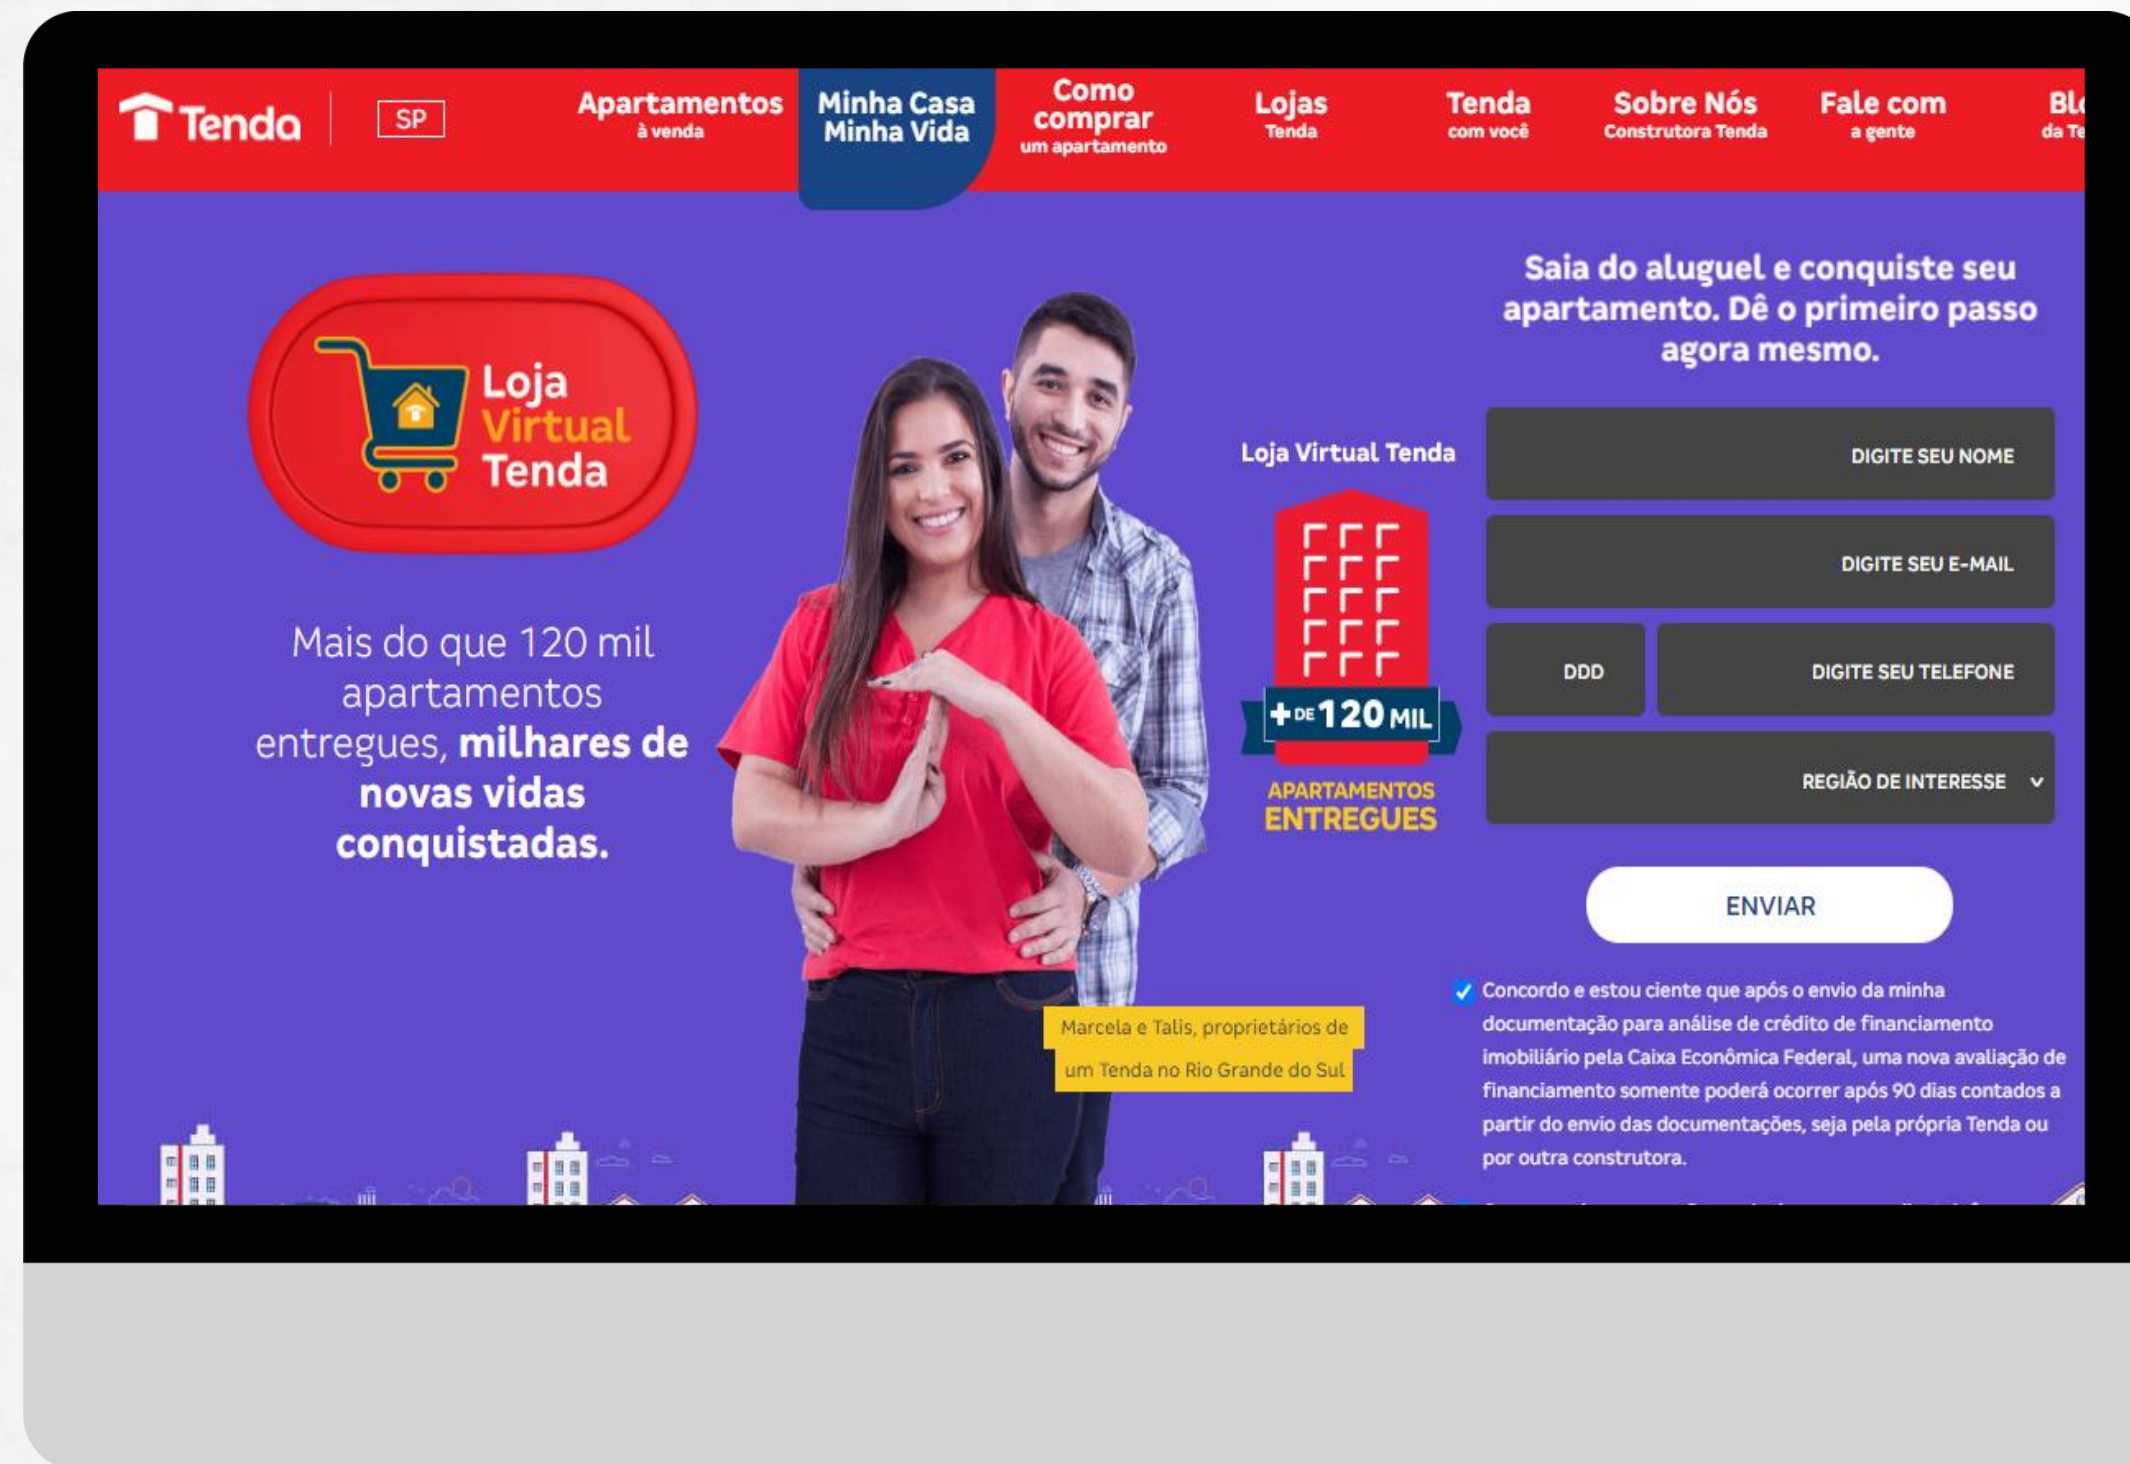 Tenda
SP
Apartamentos
à venda
Minha Casa
Minha Vida
Como
comprar
um apartamento
Lojas
Tenda
Tenda
com você
Sobre Nós
Construtora Tenda
Fale com
a gente
da
Loja
Virtual
Tenda
Mais do que 120 mil
apartamentos
entregues, milhares de
novas vidas
conquistadas.
Marcela e Talis, proprietários de
um Tenda no Rio Grande do Sul
Loja Virtual Tenda
+ DE 120 MIL
APARTAMENTOS
ENTREGUES
Saia do aluguel e conquiste seu
apartamento. Dê o primeiro passo
agora mesmo.
DIGITE SEU NOME
DIGITE SEU E-MAIL
DDD
DIGITE SEU TELEFONE
REGIÃO DE INTERESSE
ENVIAR
Concordo e estou ciente que após o envio da minha
documentação para análise de crédito de financiamento
imobiliário pela Caixa Econômica Federal, uma nova avaliação de
financiamento somente poderá ocorrer após 90 dias contados a
partir do envio das documentações, seja pela própria Tenda ou
por outra construtora.